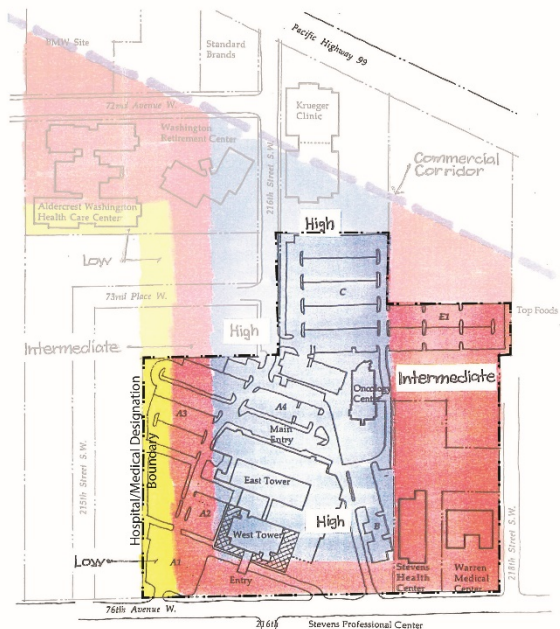 BMW Site
Standard
Brands
Pacific Highway 99
72nd Avenue W.
Krueger
Clinic
Washington
Retirement Center
216th Street S.W.
Commercial
Corridor
Aldercrest Washington
Health Care Center
High
Low
C
73rd Place W.
E1
Top Foods
High
Intermediate
Oncology
Center
Intermediate
A3
A4
Main
Entry
Hospital/Medical Designation
Boundary
215th Street S.W.
East Tower
A2
High
B
West Tower
Low
A1
Entry
Stevens
Health
Center
Warren
Medical
Center
218th Street S.W.
76th Avenue W.
216th
Stevens Professional Center